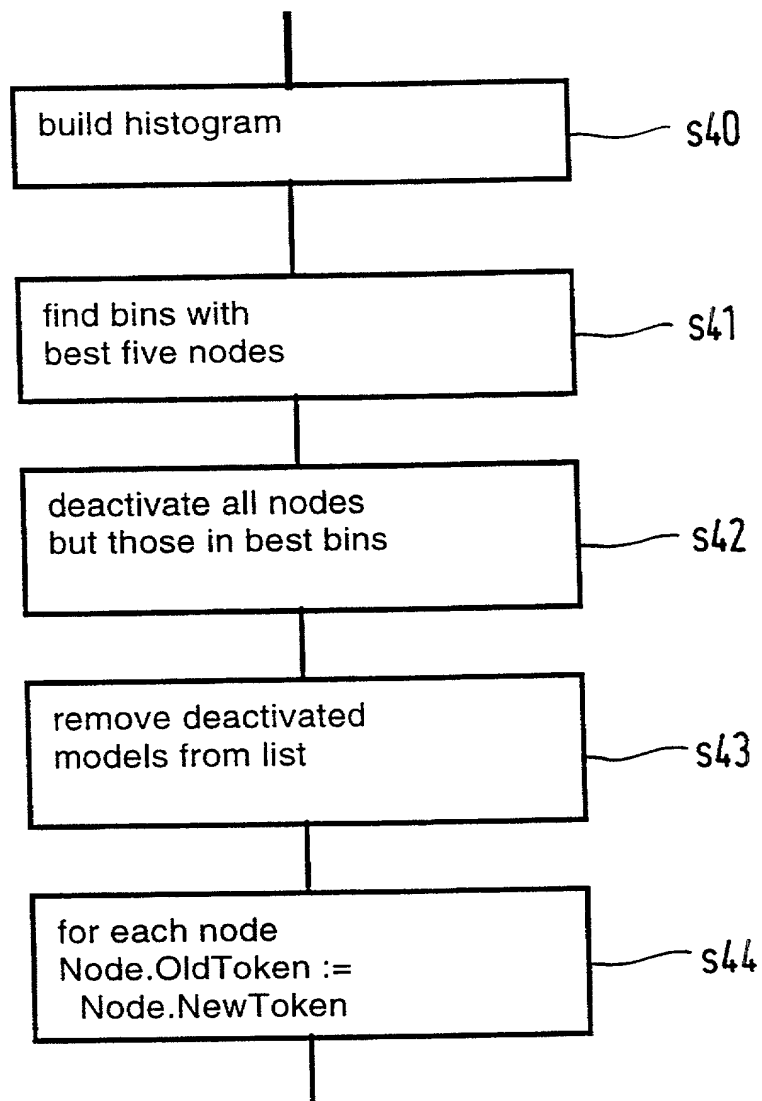 build histogram
s40
find bins with
best five nodes
s41
deactivate all nodes
but those in best bins
s42
remove deactivated
models from list
s43
for each node
Node.OldToken :=
Node.NewToken
s44